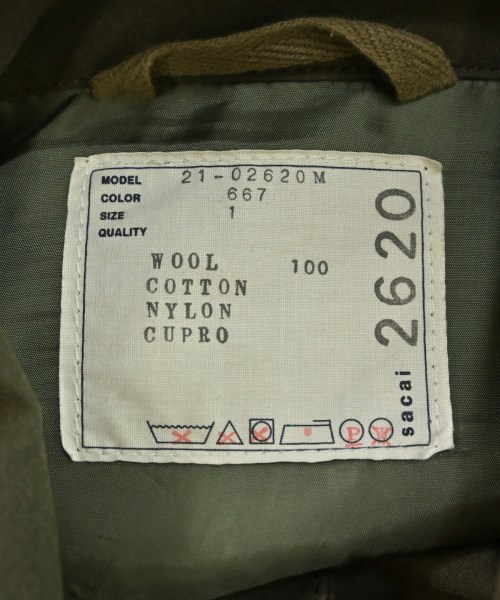 MODEL 21-02620M
COLOR 667
SIZE 1
QUALITY
WOOL 100
COTTON
NYLON
CUPRO
2620
sacai
P W